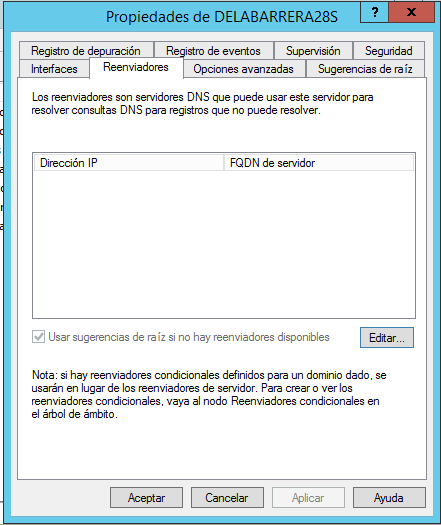 Propiedades de DELABARRERA28S
?
x
Registro de depuración
Registro de eventos
Supervisión
Seguridad
Interfaces
Reenviadores
Opciones avanzadas
Sugerencias de raíz
Los reenviadores son servidores DNS que puede usar este servidor para
resolver consultas DNS para registros que no puede resolver.
Dirección IP
FQDN de servidor
Usar sugerencias de raíz si no hay reenviadores disponibles
Editar...
Nota: si hay reenviadores condicionales definidos para un dominio dado, se
usarán en lugar de los reenviadores de servidor. Para crear o ver los
reenviadores condicionales, vaya al nodo Reenviadores condicionales en
el árbol de ámbito.
Aceptar
Cancelar
Aplicar
Ayuda